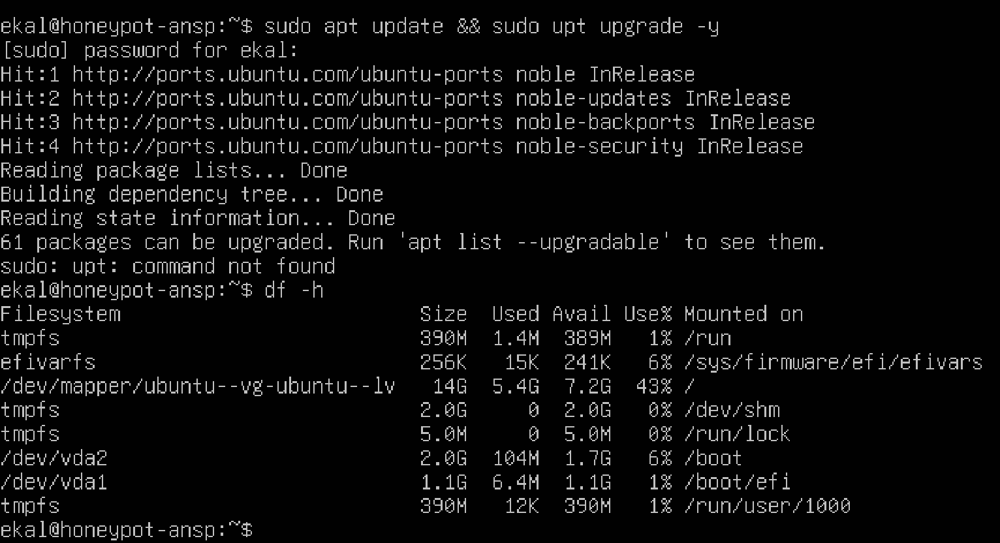 ekal@honeypot-ansp:~$ sudo apt update && sudo upt upgrade -y
[sudo] password for ekal:
Hit:1 http://ports.ubuntu.com/ubuntu-ports noble InRelease
Hit:2 http://ports.ubuntu.com/ubuntu-ports noble-updates InRelease
Hit:3 http://ports.ubuntu.com/ubuntu-ports noble-backports InRelease
Hit:4 http://ports.ubuntu.com/ubuntu-ports noble-security InRelease
Reading package lists... Done
Building dependency tree... Done
Reading state information... Done
61 packages can be upgraded. Run 'apt list --upgradable' to see them.
sudo: upt: command not found
ekal@honeypot-ansp:~$ df -h
Filesystem                         Size  Used Avail Use% Mounted on
tmpfs                              390M  1.4M  389M   1% /run
efivarfs                           256K   15K  241K   6% /sys/firmware/efi/efivars
/dev/mapper/ubuntu--vg-ubuntu--lv   14G  5.4G  7.2G  43% /
tmpfs                              2.0G     0  2.0G   0% /dev/shm
tmpfs                              5.0M     0  5.0M   0% /run/lock
/dev/vda2                          2.0G  104M  1.7G   6% /boot
/dev/vda1                          1.1G  6.4M  1.1G   1% /boot/efi
tmpfs                              390M   12K  390M   1% /run/user/1000
ekal@honeypot-ansp:~$